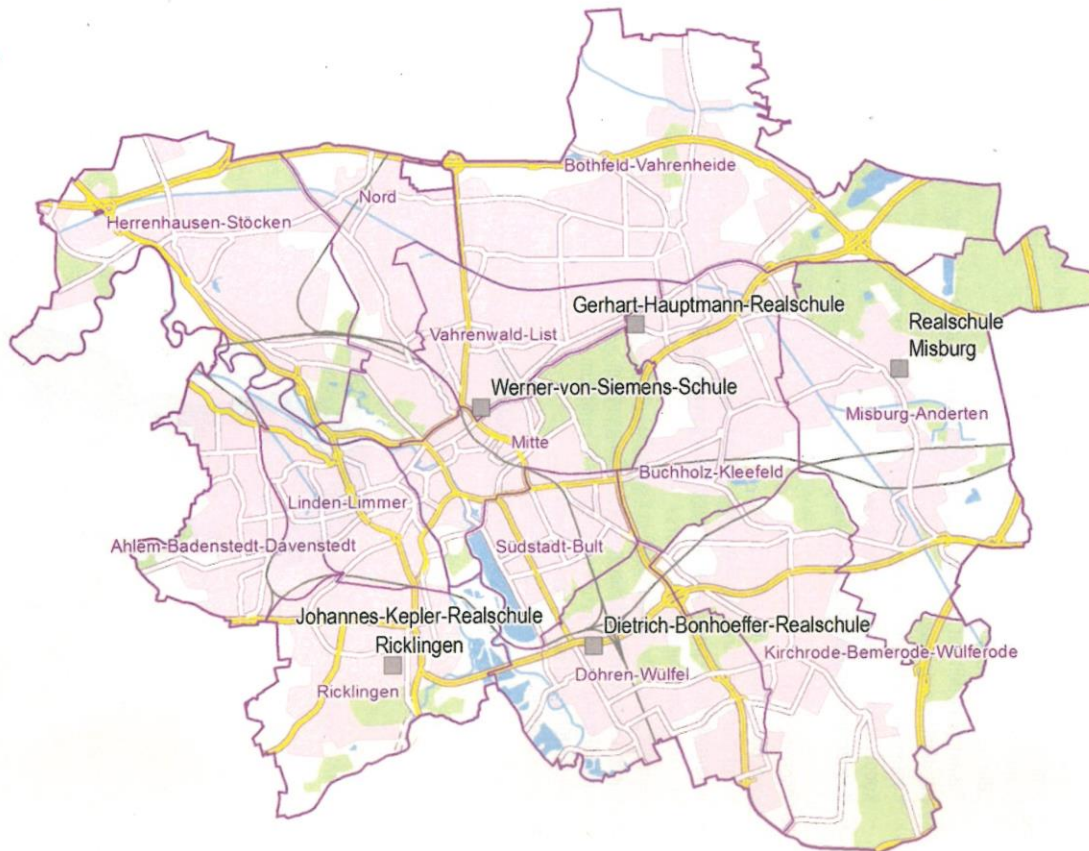 Bothfeld-Vahrenheide
Nord
Herrenhausen-Stöcken
Gerhart-Hauptmann-Realschule
Realschule
Misburg
Vahrenwald-List
Werner-von-Siemens-Schule
Misburg-Anderten
Mitte
Buchholz-Kleefeld
Linden-Limmer
Ahlem-Badenstedt-Davenstedt
Südstadt-Bult
Johannes-Kepler-Realschule
Ricklingen
Dietrich-Bonhoeffer-Realschule
Kirchrode-Bemerode-Wülferode
Döhren-Wülfel
Ricklingen